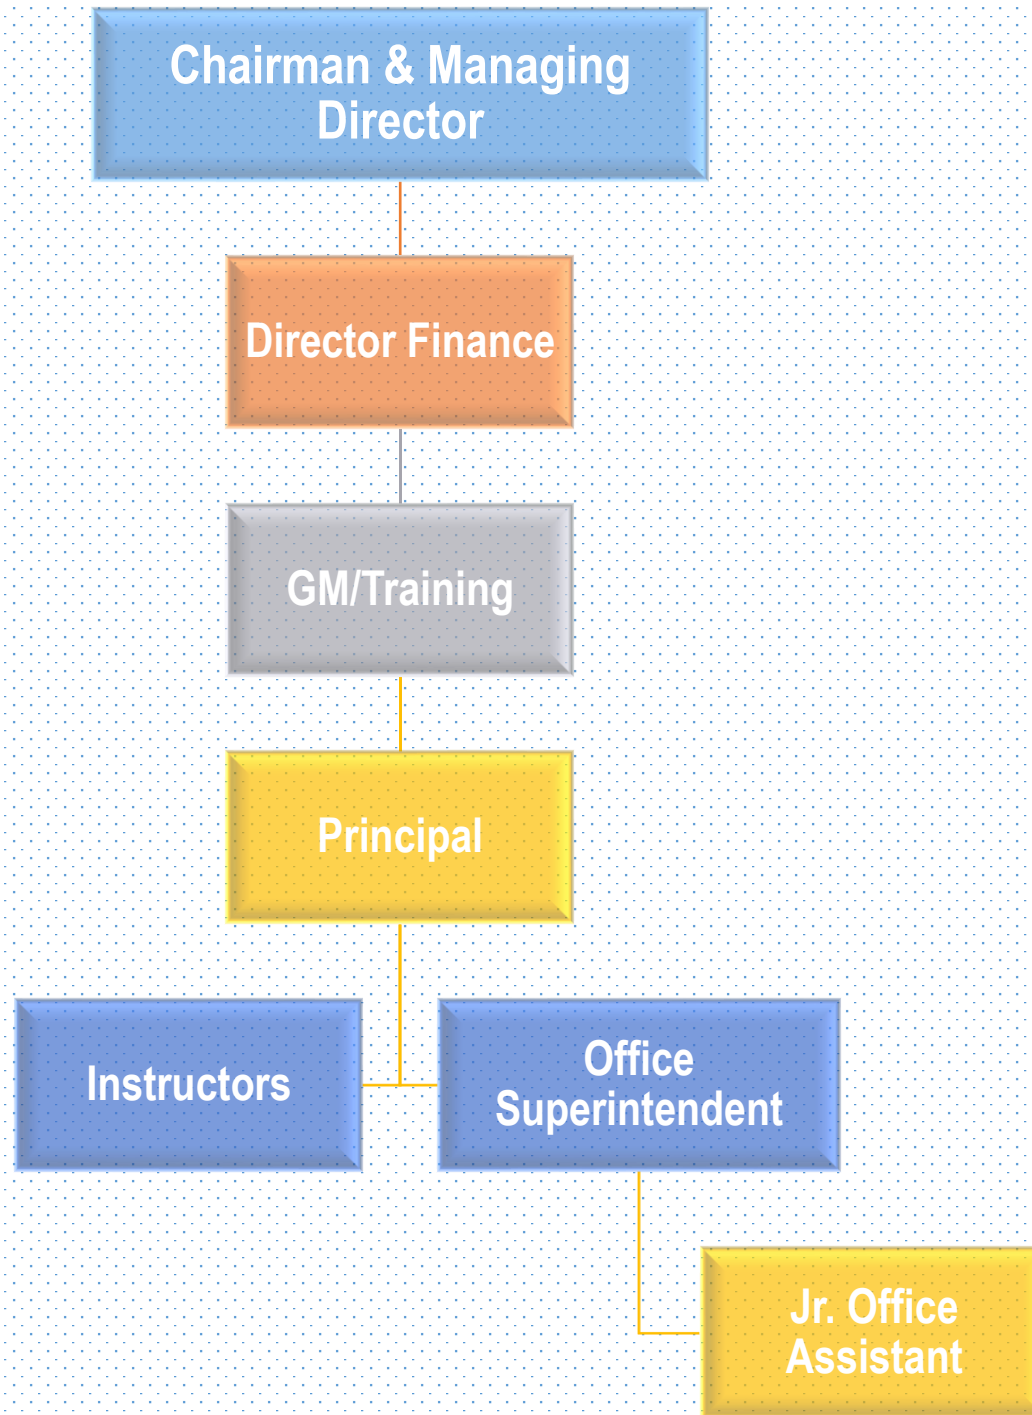 Chairman & Managing
Director
Director Finance
GM/Training
Principal
Instructors
Office
Superintendent
Jr. Office
Assistant